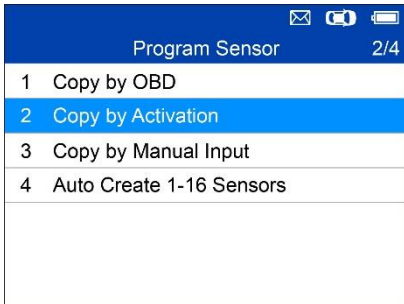 Program Sensor 2/4
1 Copy by OBD
2 Copy by Activation
3 Copy by Manual Input
4 Auto Create 1-16 Sensors